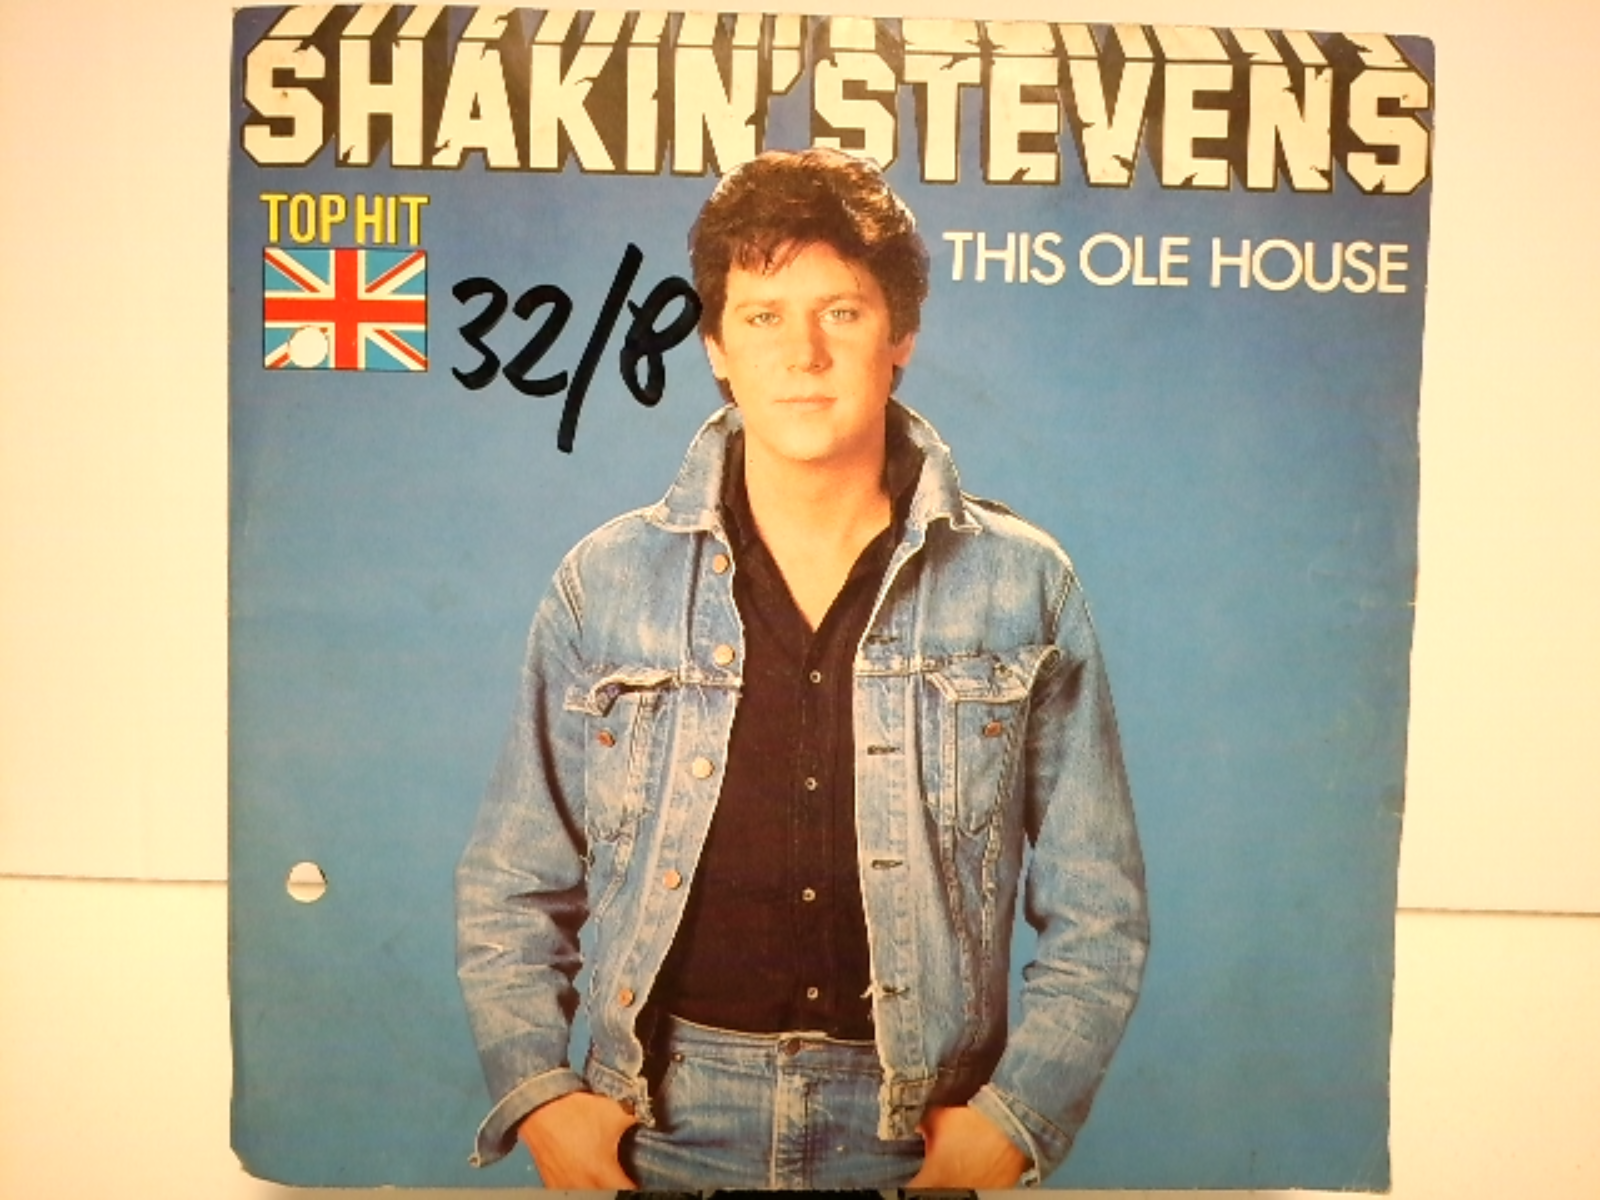 SHAKIN' STEVENS
TOP HIT
THIS OLE HOUSE
32/8